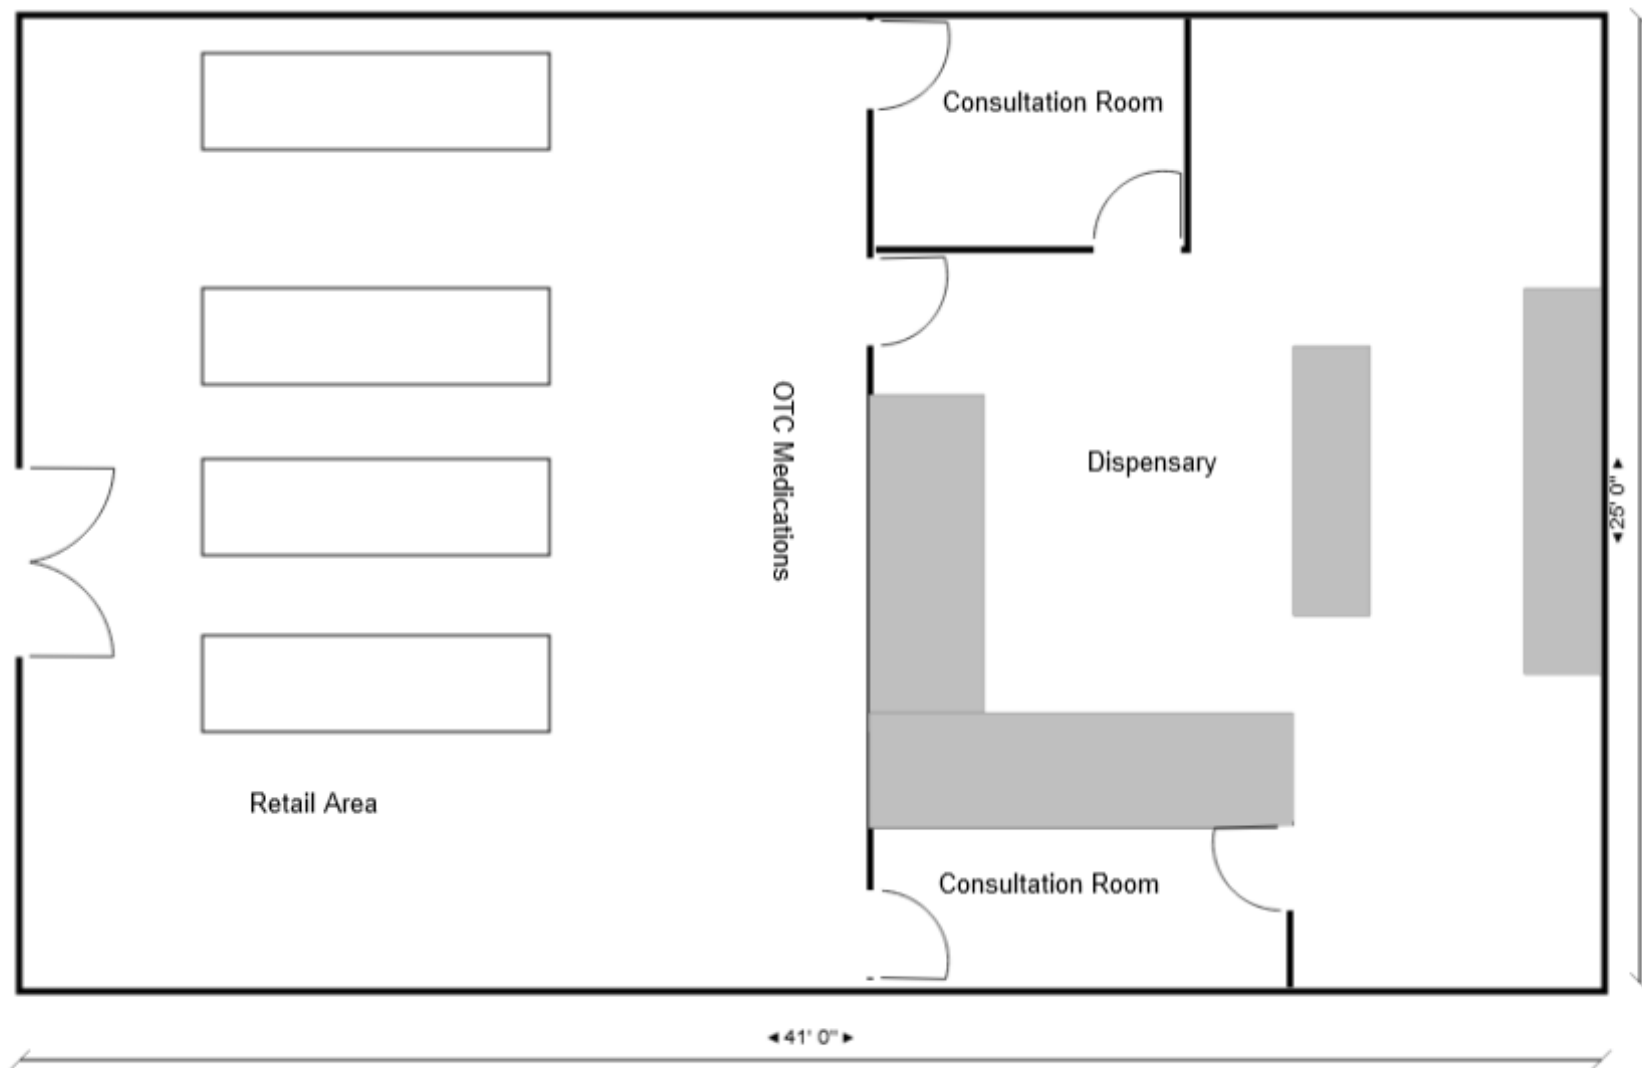 Consultation Room
OTC Medications
Dispensary
25' 0"
Retail Area
Consultation Room
41' 0"